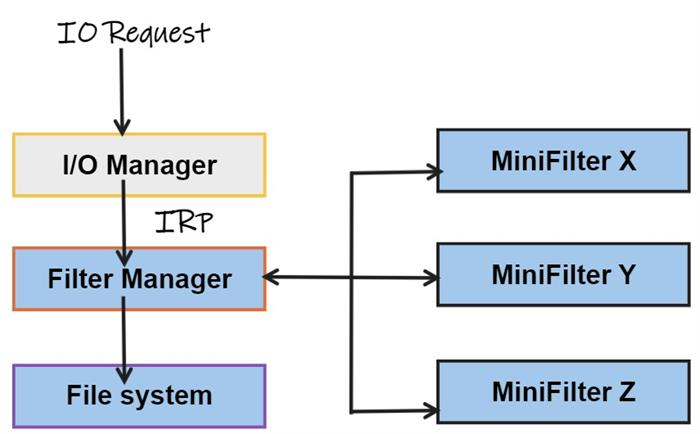 IO Request
I/O Manager
IRP
Filter Manager
File system
MiniFilter X
MiniFilter Y
MiniFilter Z